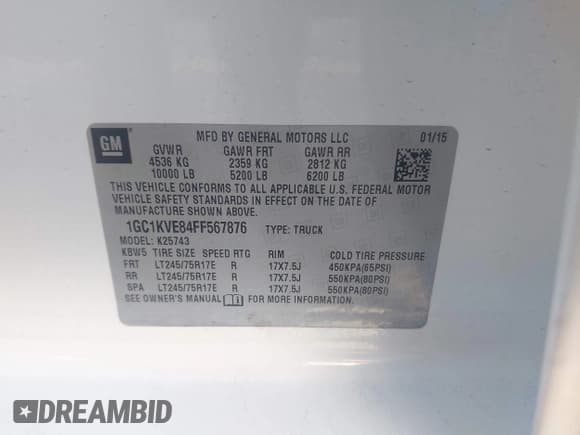 GM
MFD BY GENERAL MOTORS LLC 01/15
GVWR GAWR FRT GAWR RR
4536 KG 2359 KG 2812 KG
10000 LB 5200 LB 6200 LB
THIS VEHICLE CONFORMS TO ALL APPLICABLE U.S. FEDERAL MOTOR
VEHICLE SAFETY STANDARDS IN EFFECT ON THE DATE OF
MANUFACTURE SHOWN ABOVE.
1GC1KVE84FF567876 TYPE: TRUCK
MODEL: K25743
KBW5 TIRE SIZE SPEED RTG RIM COLD TIRE PRESSURE
FRT LT245/75R17E R 17X7.5J 450KPA(65PSI)
RR LT245/75R17E R 17X7.5J 550KPA(80PSI)
SPA LT245/75R17E R 17X7.5J 550KPA(80PSI)
SEE OWNER'S MANUAL FOR MORE INFORMATION.
DREAMBID